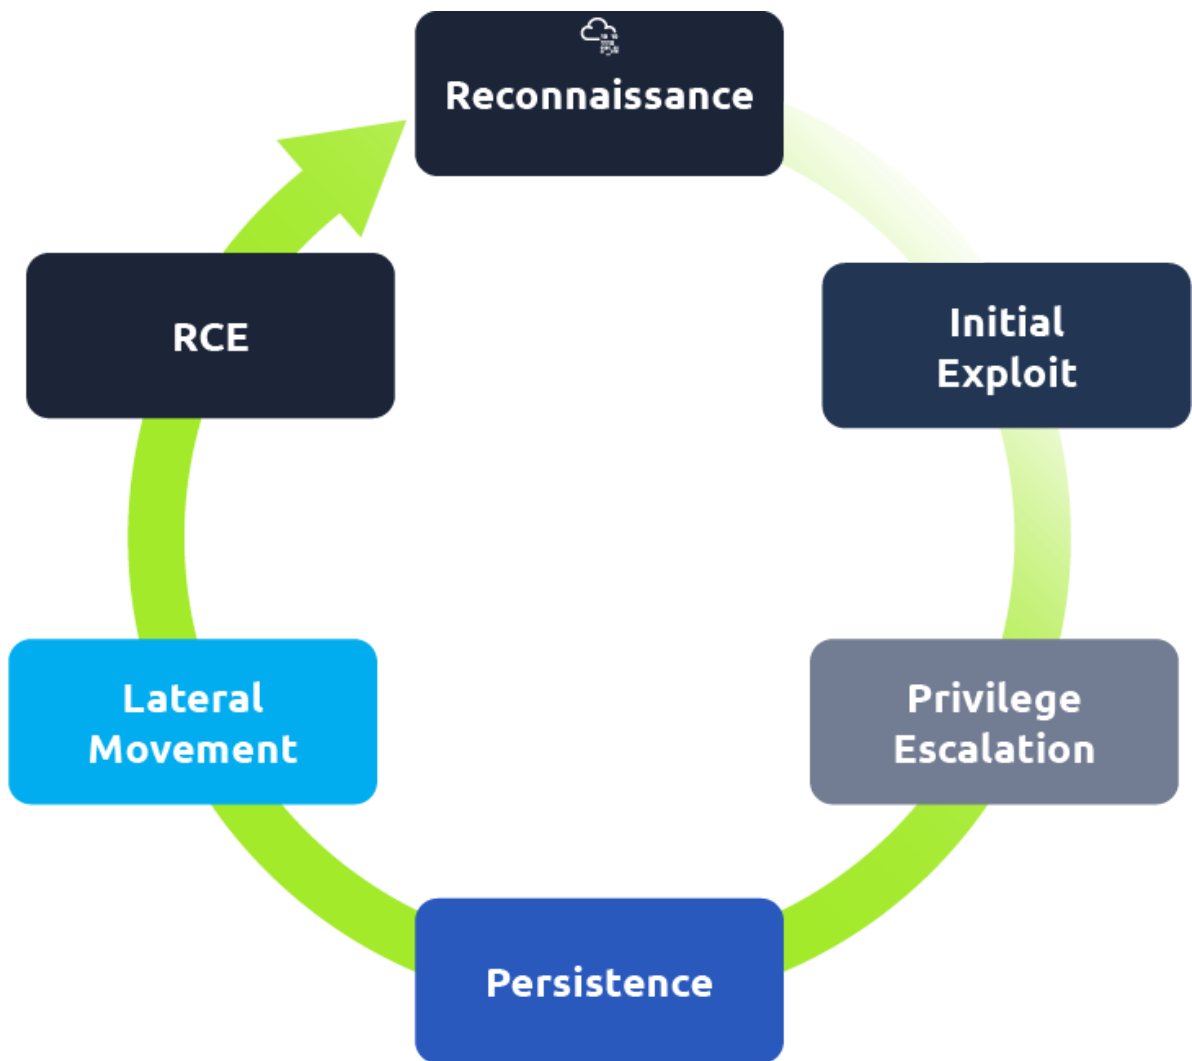 Reconnaissance
Initial
Exploit
Privilege
Escalation
Persistence
Lateral
Movement
RCE